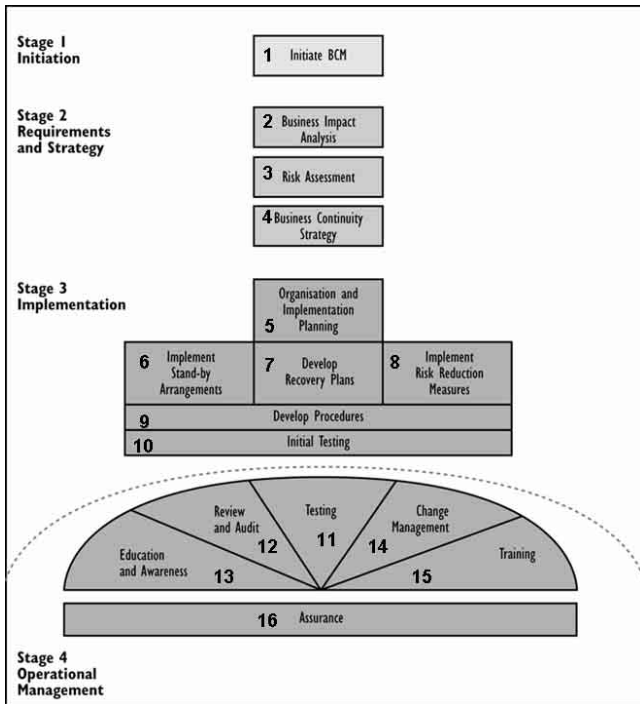 Stage 1
Initiation
1 Initiate BCM
Stage 2
Requirements
and Strategy
2 Business Impact
Analysis
3 Risk Assessment
4 Business Continuity
Strategy
Stage 3
Implementation
Organisation and
Implementation
5 Planning
6 Implement
Stand-by
Arrangements
7 Develop
Recovery Plans
8 Implement
Risk Reduction
Measures
9 Develop Procedures
10 Initial Testing
Education
and Awareness
13
Review
and Audit
12
Testing
11
Change
Management
14
Training
15
16 Assurance
Stage 4
Operational
Management